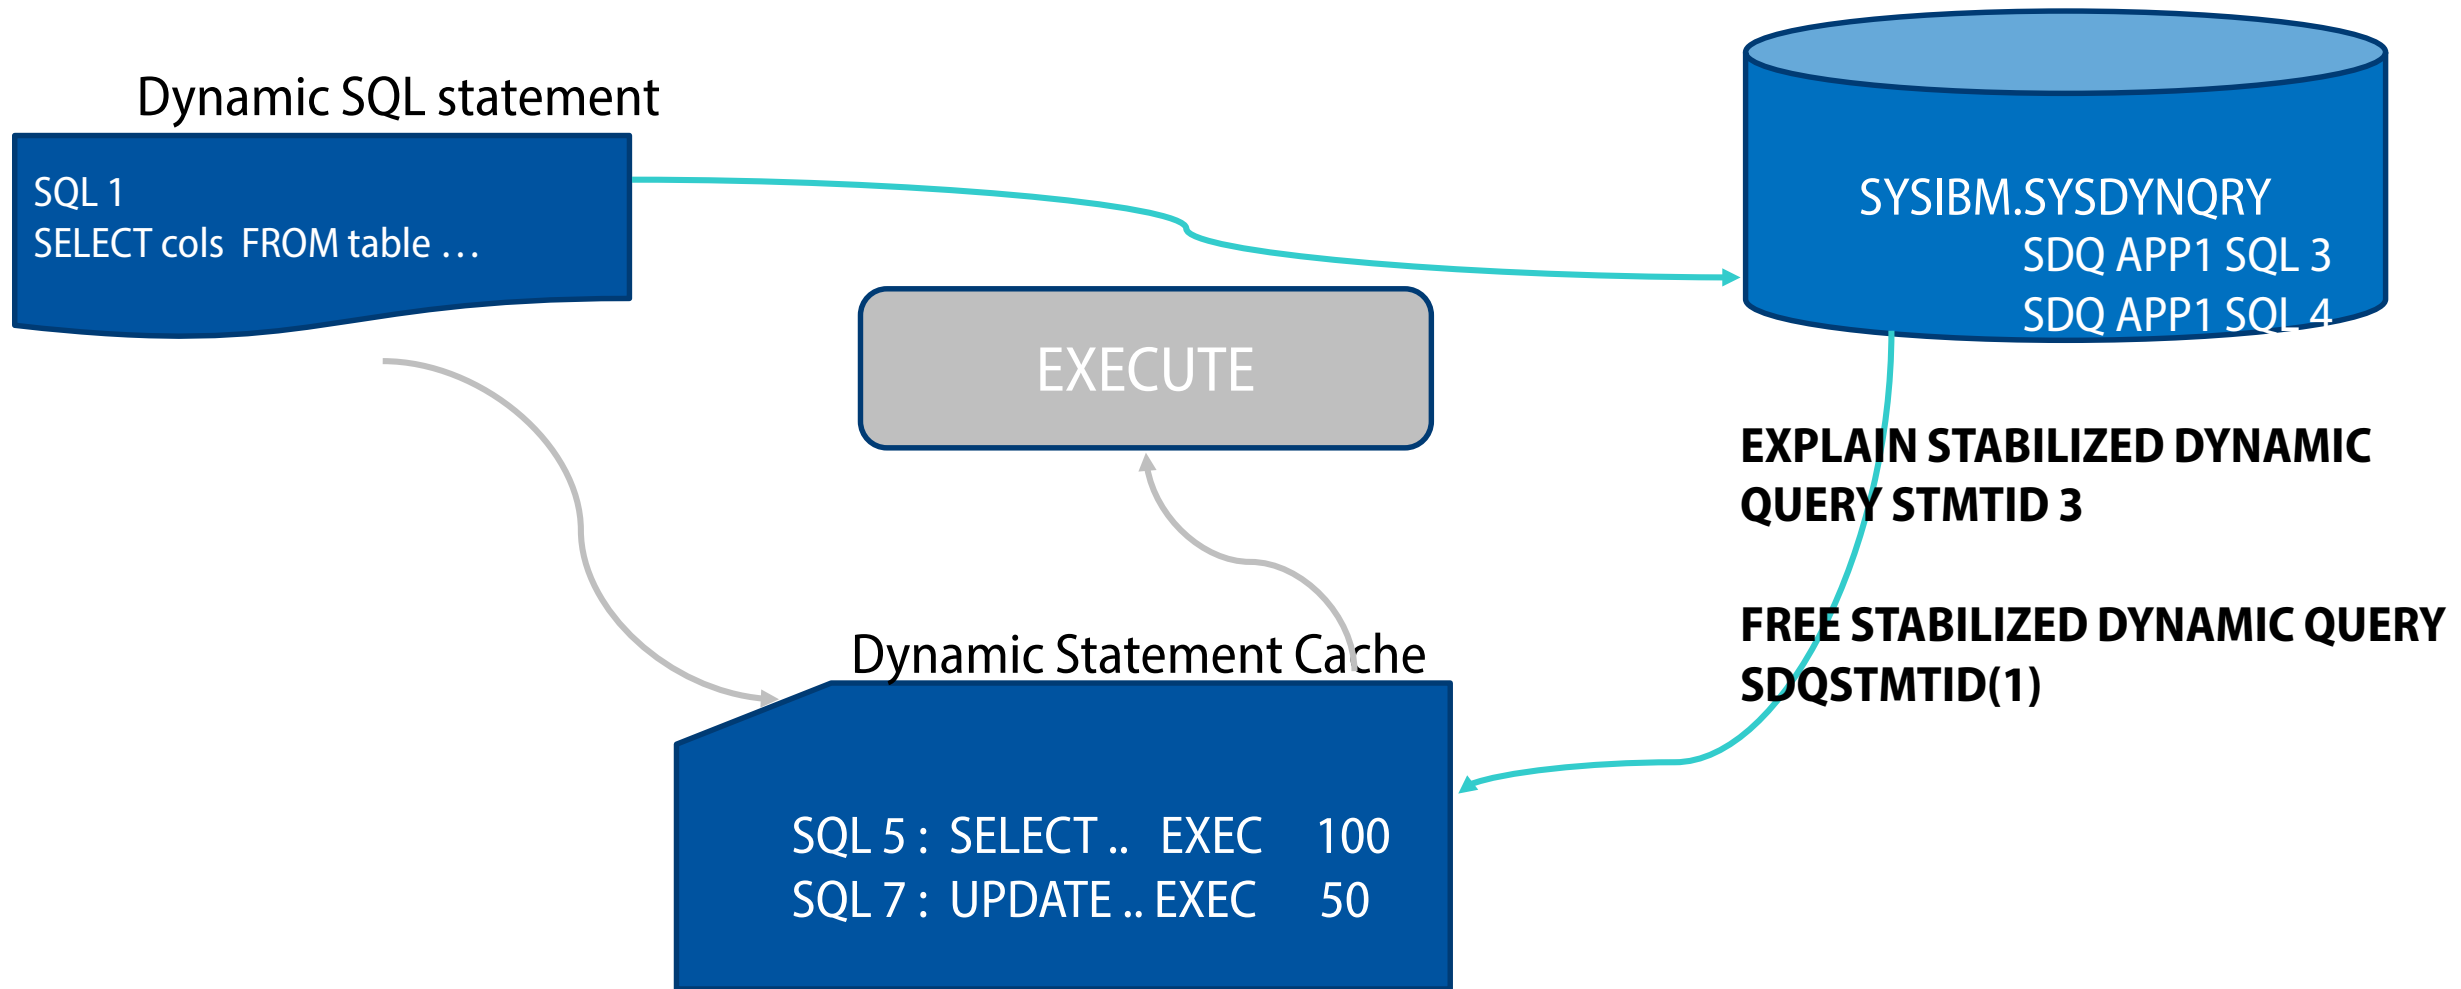 Dynamic SQL statement
SQL 1
SELECT cols FROM table …
SYSIBM.SYSDYNQRY
SDQ APP1 SQL 3
SDQ APP1 SQL 4
EXECUTE
EXPLAIN STABILIZED DYNAMIC
QUERY STMTID 3
FREE STABILIZED DYNAMIC QUERY
SDQSTMTID(1)
Dynamic Statement Cache
SQL 5 : SELECT .. EXEC 100
SQL 7 : UPDATE .. EXEC 50